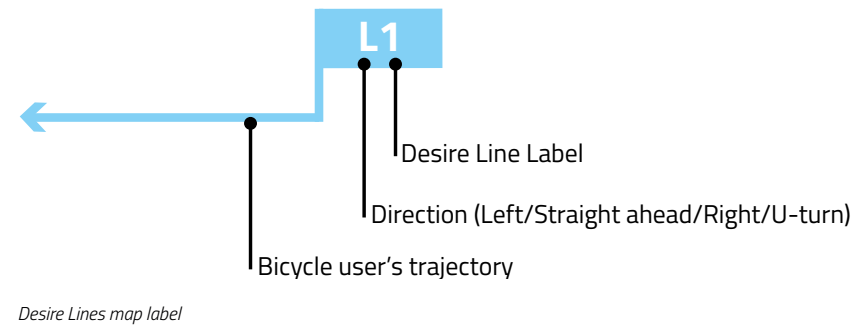 L1
Desire Line Label
Direction (Left/Straight ahead/Right/U-turn)
Bicycle user's trajectory
Desire Lines map label